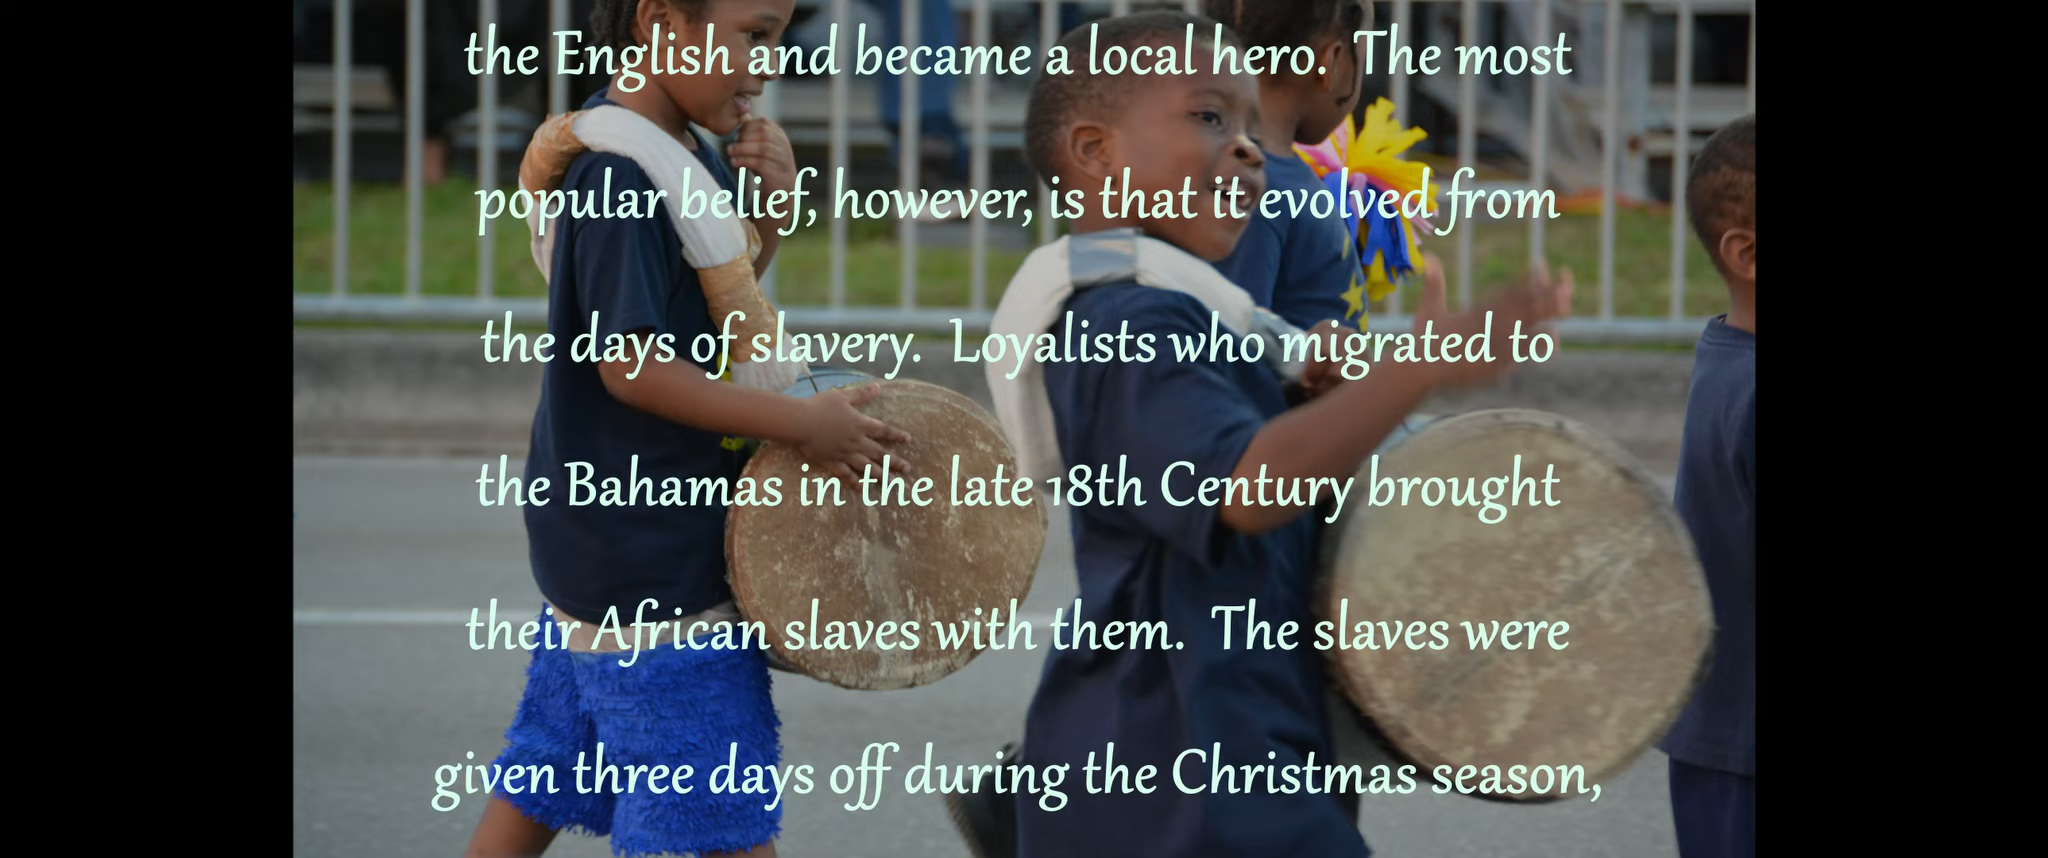 the English and became a local hero.  The most
popular belief, however, is that it evolved from
the days of slavery.  Loyalists who migrated to
the Bahamas in the late 18th Century brought
their African slaves with them.  The slaves were
given three days off during the Christmas season,